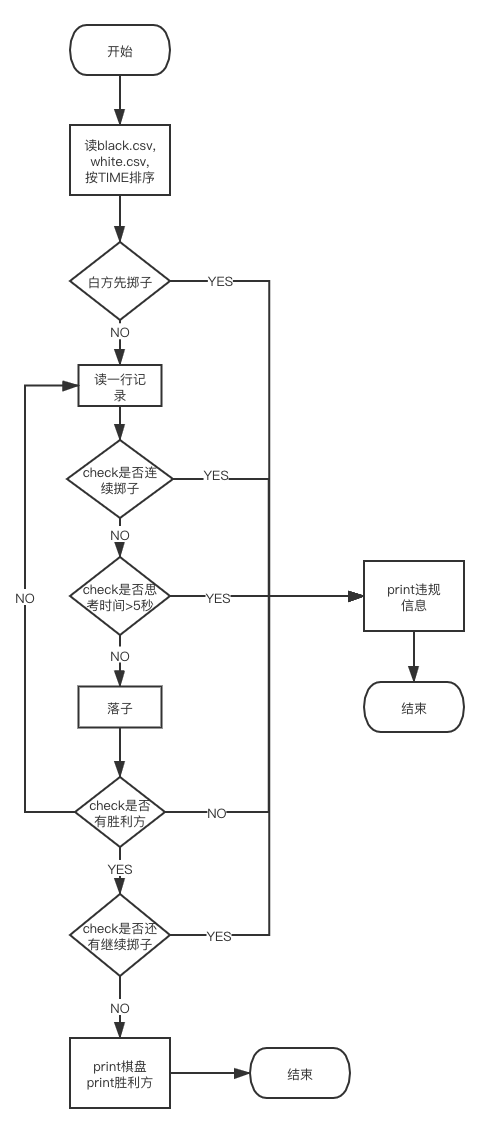 开始
读black.csv,
white.csv,
按TIME排序
白方先掷子
YES
NO
读一行记
录
check是否连
续掷子
YES
NO
check是否思
考时间>5秒
YES
NO
NO
print违规
信息
落子
结束
check是否
有胜利方
NO
YES
check是否还
有继续掷子
YES
NO
print棋盘
print胜利方
结束